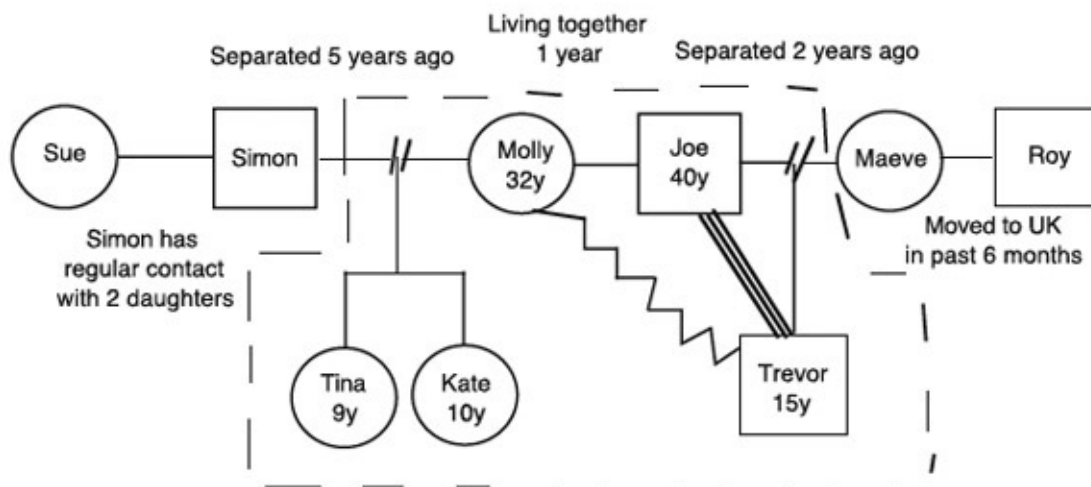 Living together
1 year
Separated 5 years ago
Separated 2 years ago
Sue
Simon
Molly
32y
Joe
40y
Maeve
Roy
Simon has
regular contact
with 2 daughters
Moved to UK
in past 6 months
Tina
9y
Kate
10y
Trevor
15y